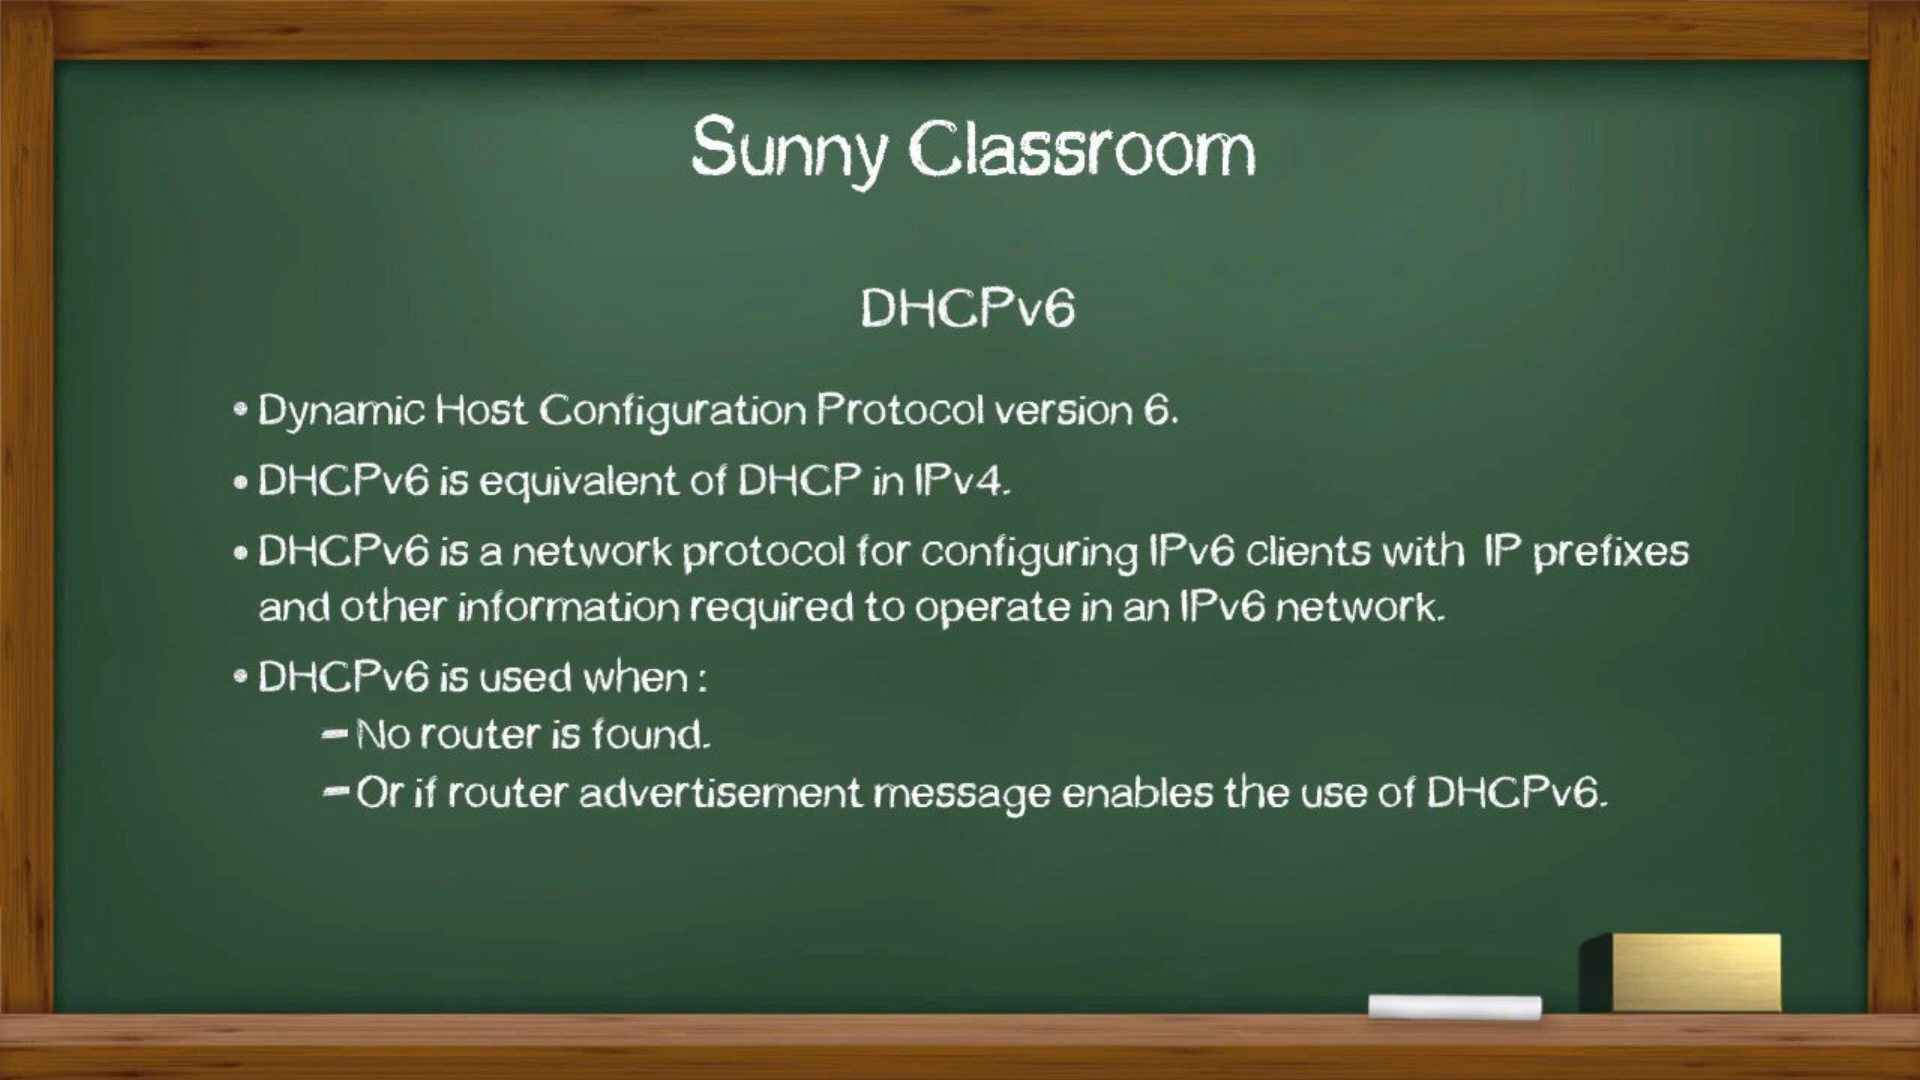 Sunny Classroom
DHCPv6
• Dynamic Host Configuration Protocol version 6.
• DHCPv6 is equivalent of DHCP in IPv4.
• DHCPv6 is a network protocol for configuring IPv6 clients with IP prefixes
and other information required to operate in an IPv6 network.
• DHCPv6 is used when :
– No router is found.
– Or if router advertisement message enables the use of DHCPv6.